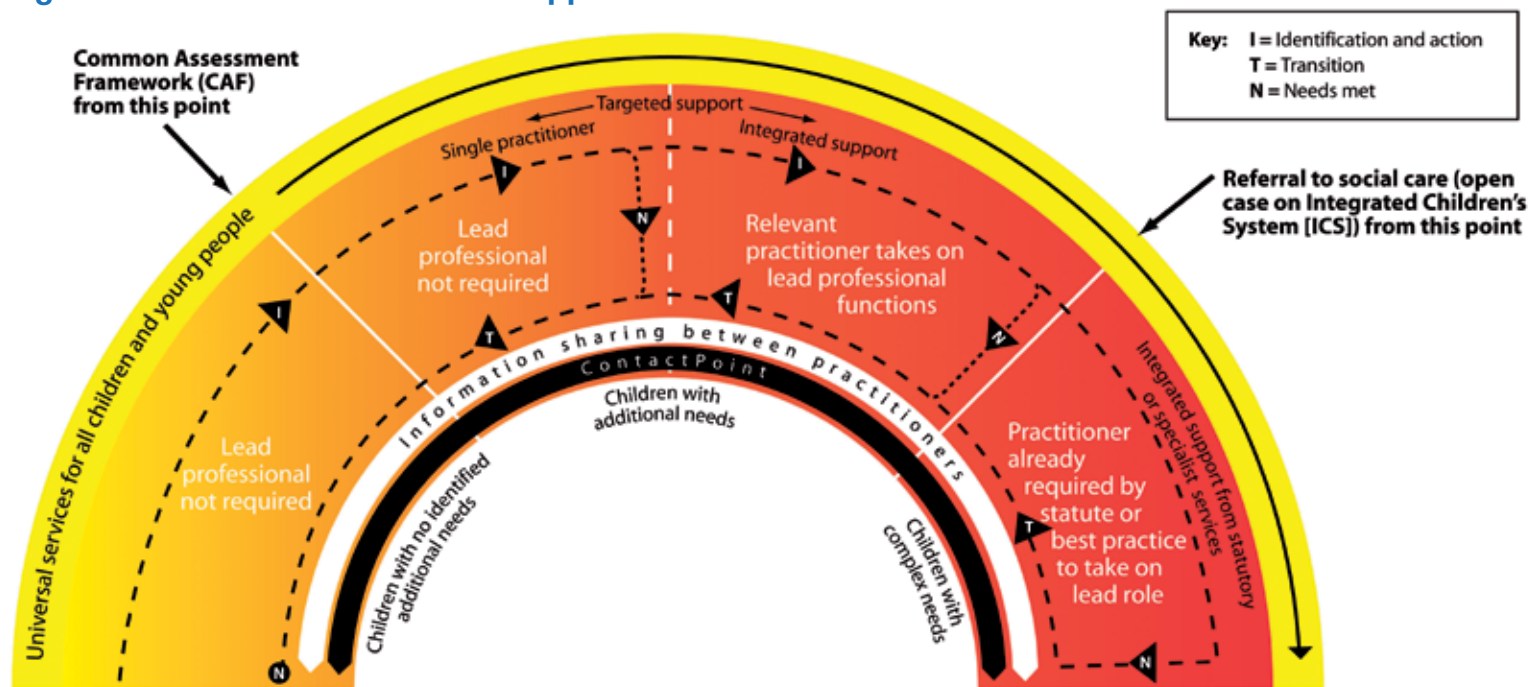 Common Assessment
Framework (CAF)
from this point
Key: I = Identification and action
T = Transition
N = Needs met
Referral to social care (open
case on Integrated Children's
System [ICS]) from this point
Universal services for all children and young people
Targeted support
Single practitioner
Integrated support
I
I
I
N
T
T
N
T
N
N
Lead
professional
not required
Lead
professional
not required
Relevant
practitioner takes on
lead professional
functions
Practitioner
already
required by
statute or
best practice
to take on
lead role
Integrated support from statutory
or specialist services
Information sharing between practitioners
ContactPoint
Children with no identified
additional needs
Children with
additional needs
Children with
complex needs